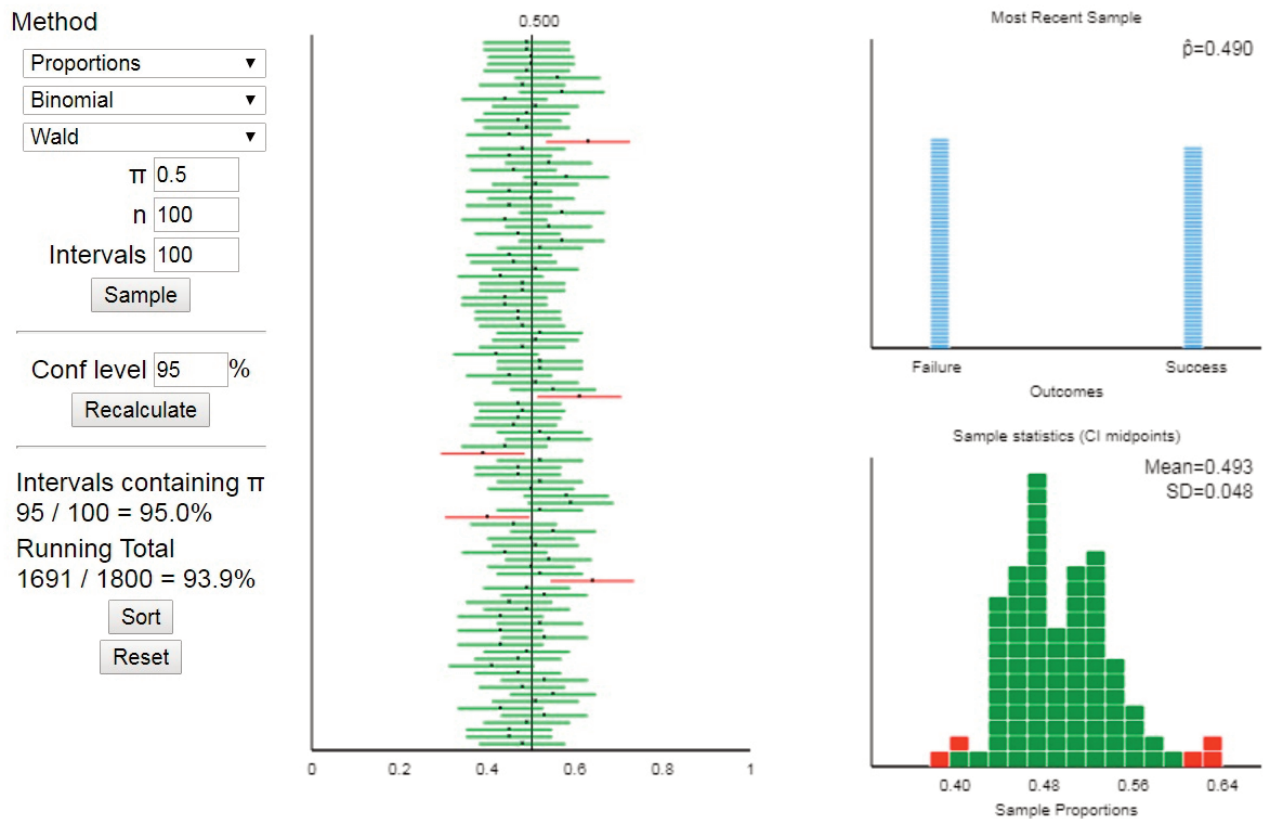 Method
Proportions
Binomial
Wald
π 0.5
n 100
Intervals 100
Sample
Conf level 95 %
Recalculate
Intervals containing π
95 / 100 = 95.0%
Running Total
1691 / 1800 = 93.9%
Sort
Reset
0.500
0 0.2 0.4 0.6 0.8 1
Most Recent Sample
p̂=0.490
Failure Success
Outcomes
Sample statistics (CI midpoints)
Mean=0.493
SD=0.048
0.40 0.48 0.56 0.64
Sample Proportions